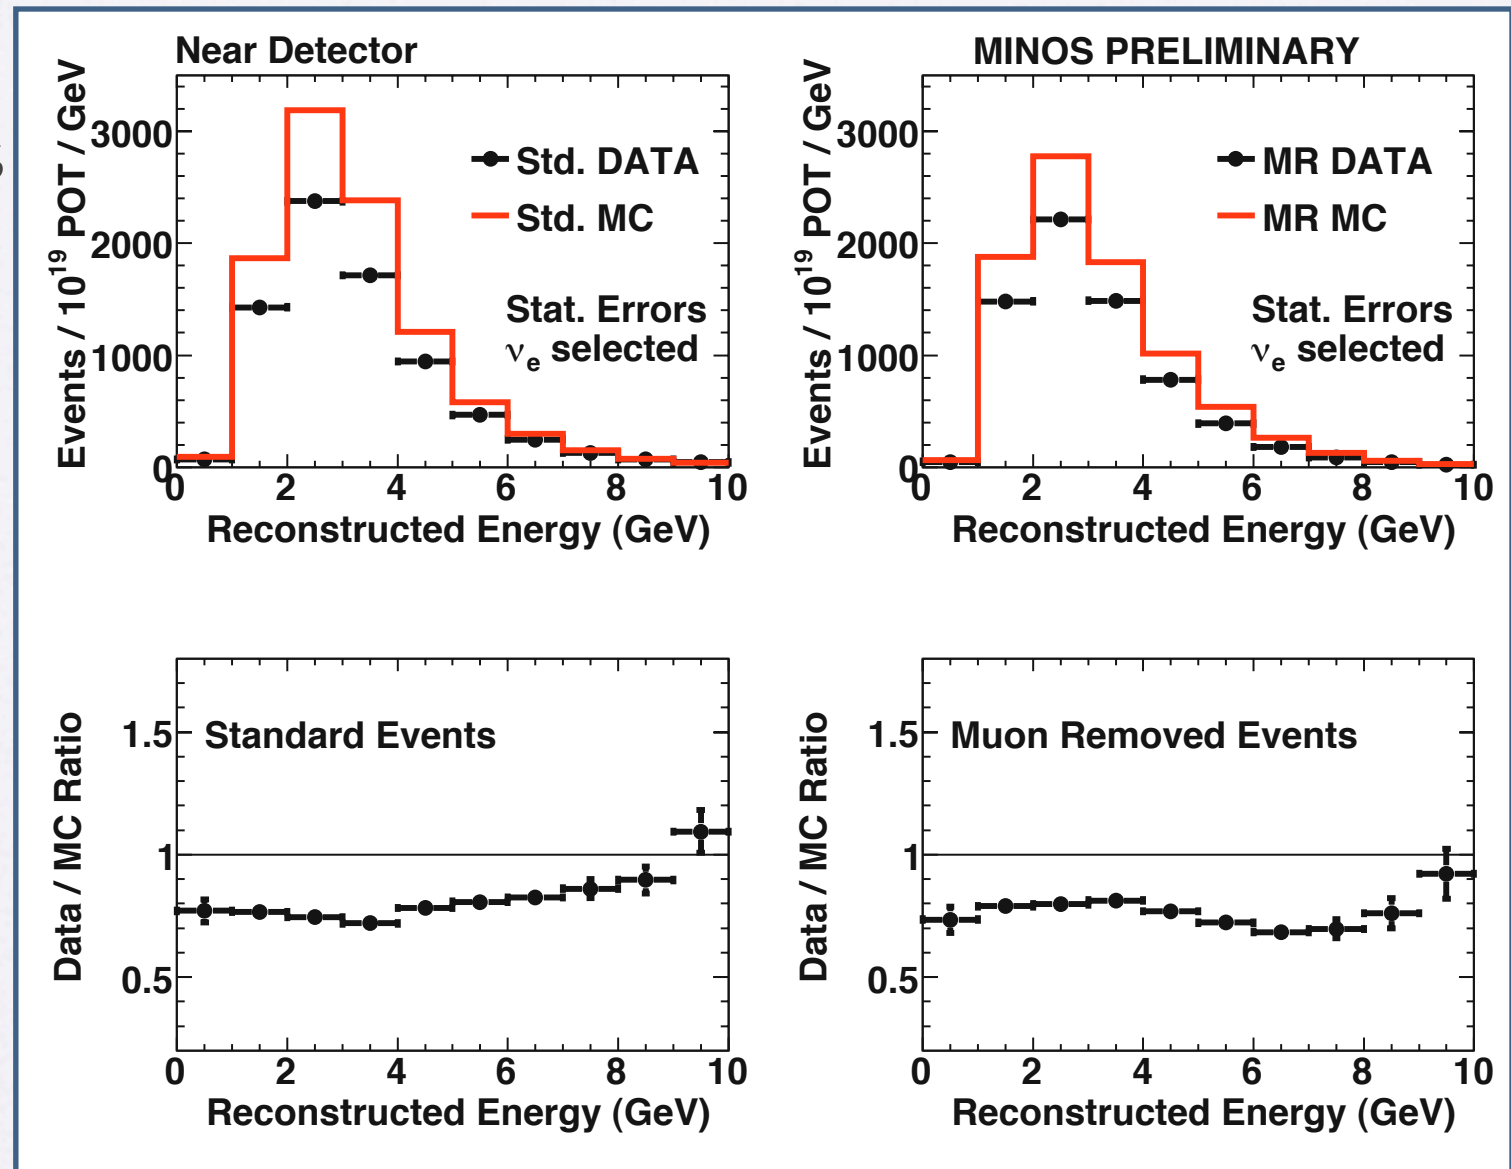 Near Detector
Events / 10^19 POT / GeV
3000
2000
1000
0
Std. DATA
Std. MC
Stat. Errors
νe selected
0 2 4 6 8 10
Reconstructed Energy (GeV)
MINOS PRELIMINARY
Events / 10^19 POT / GeV
3000
2000
1000
0
MR DATA
MR MC
Stat. Errors
νe selected
0 2 4 6 8 10
Reconstructed Energy (GeV)
Data / MC Ratio
1.5
1
0.5
Standard Events
0 2 4 6 8 10
Reconstructed Energy (GeV)
Data / MC Ratio
1.5
1
0.5
Muon Removed Events
0 2 4 6 8 10
Reconstructed Energy (GeV)